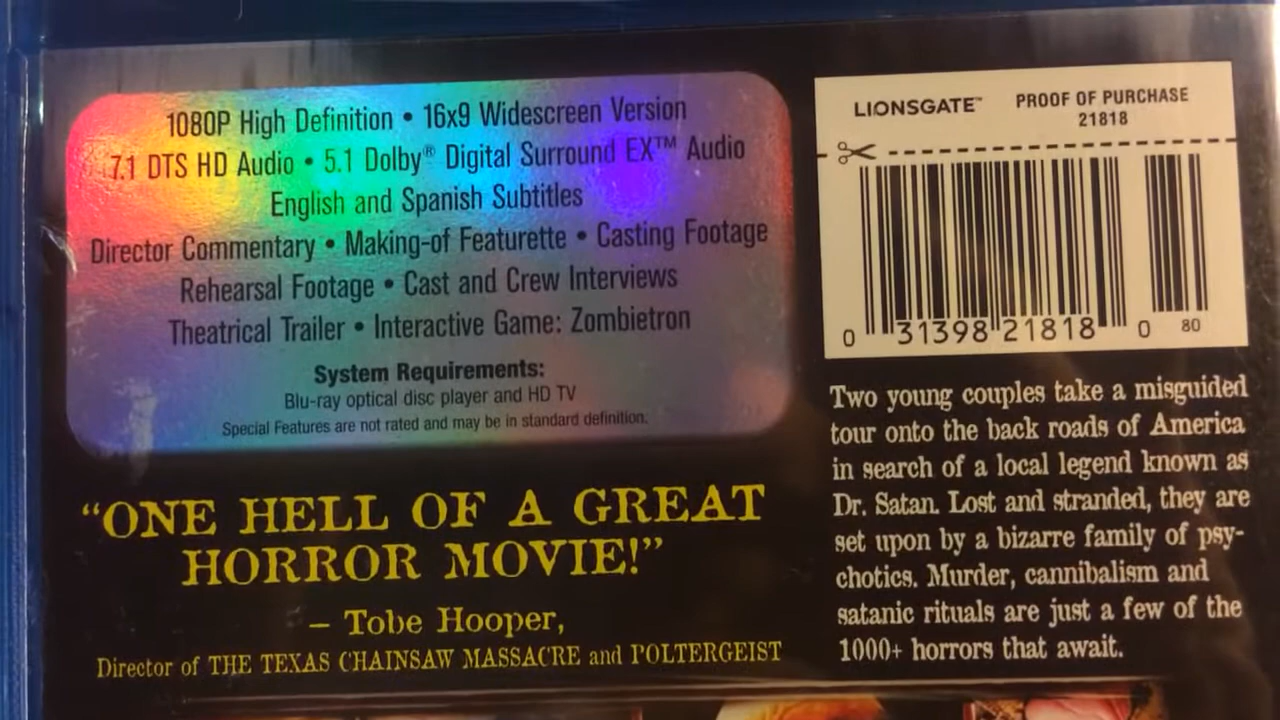 1080P High Definition • 16x9 Widescreen Version
7.1 DTS HD Audio • 5.1 Dolby® Digital Surround EX™ Audio
English and Spanish Subtitles
Director Commentary • Making-of Featurette • Casting Footage
Rehearsal Footage • Cast and Crew Interviews
Theatrical Trailer • Interactive Game: Zombietron
System Requirements:
Blu-ray optical disc player and HD TV
Special Features are not rated and may be in standard definition.
“ONE HELL OF A GREAT
HORROR MOVIE!”
– Tobe Hooper,
Director of THE TEXAS CHAINSAW MASSACRE and POLTERGEIST
LIONSGATE™
PROOF OF PURCHASE
21818
0 31398 21818 0 80
Two young couples take a misguided
tour onto the back roads of America
in search of a local legend known as
Dr. Satan. Lost and stranded, they are
set upon by a bizarre family of psy-
chotics. Murder, cannibalism and
satanic rituals are just a few of the
1000+ horrors that await.